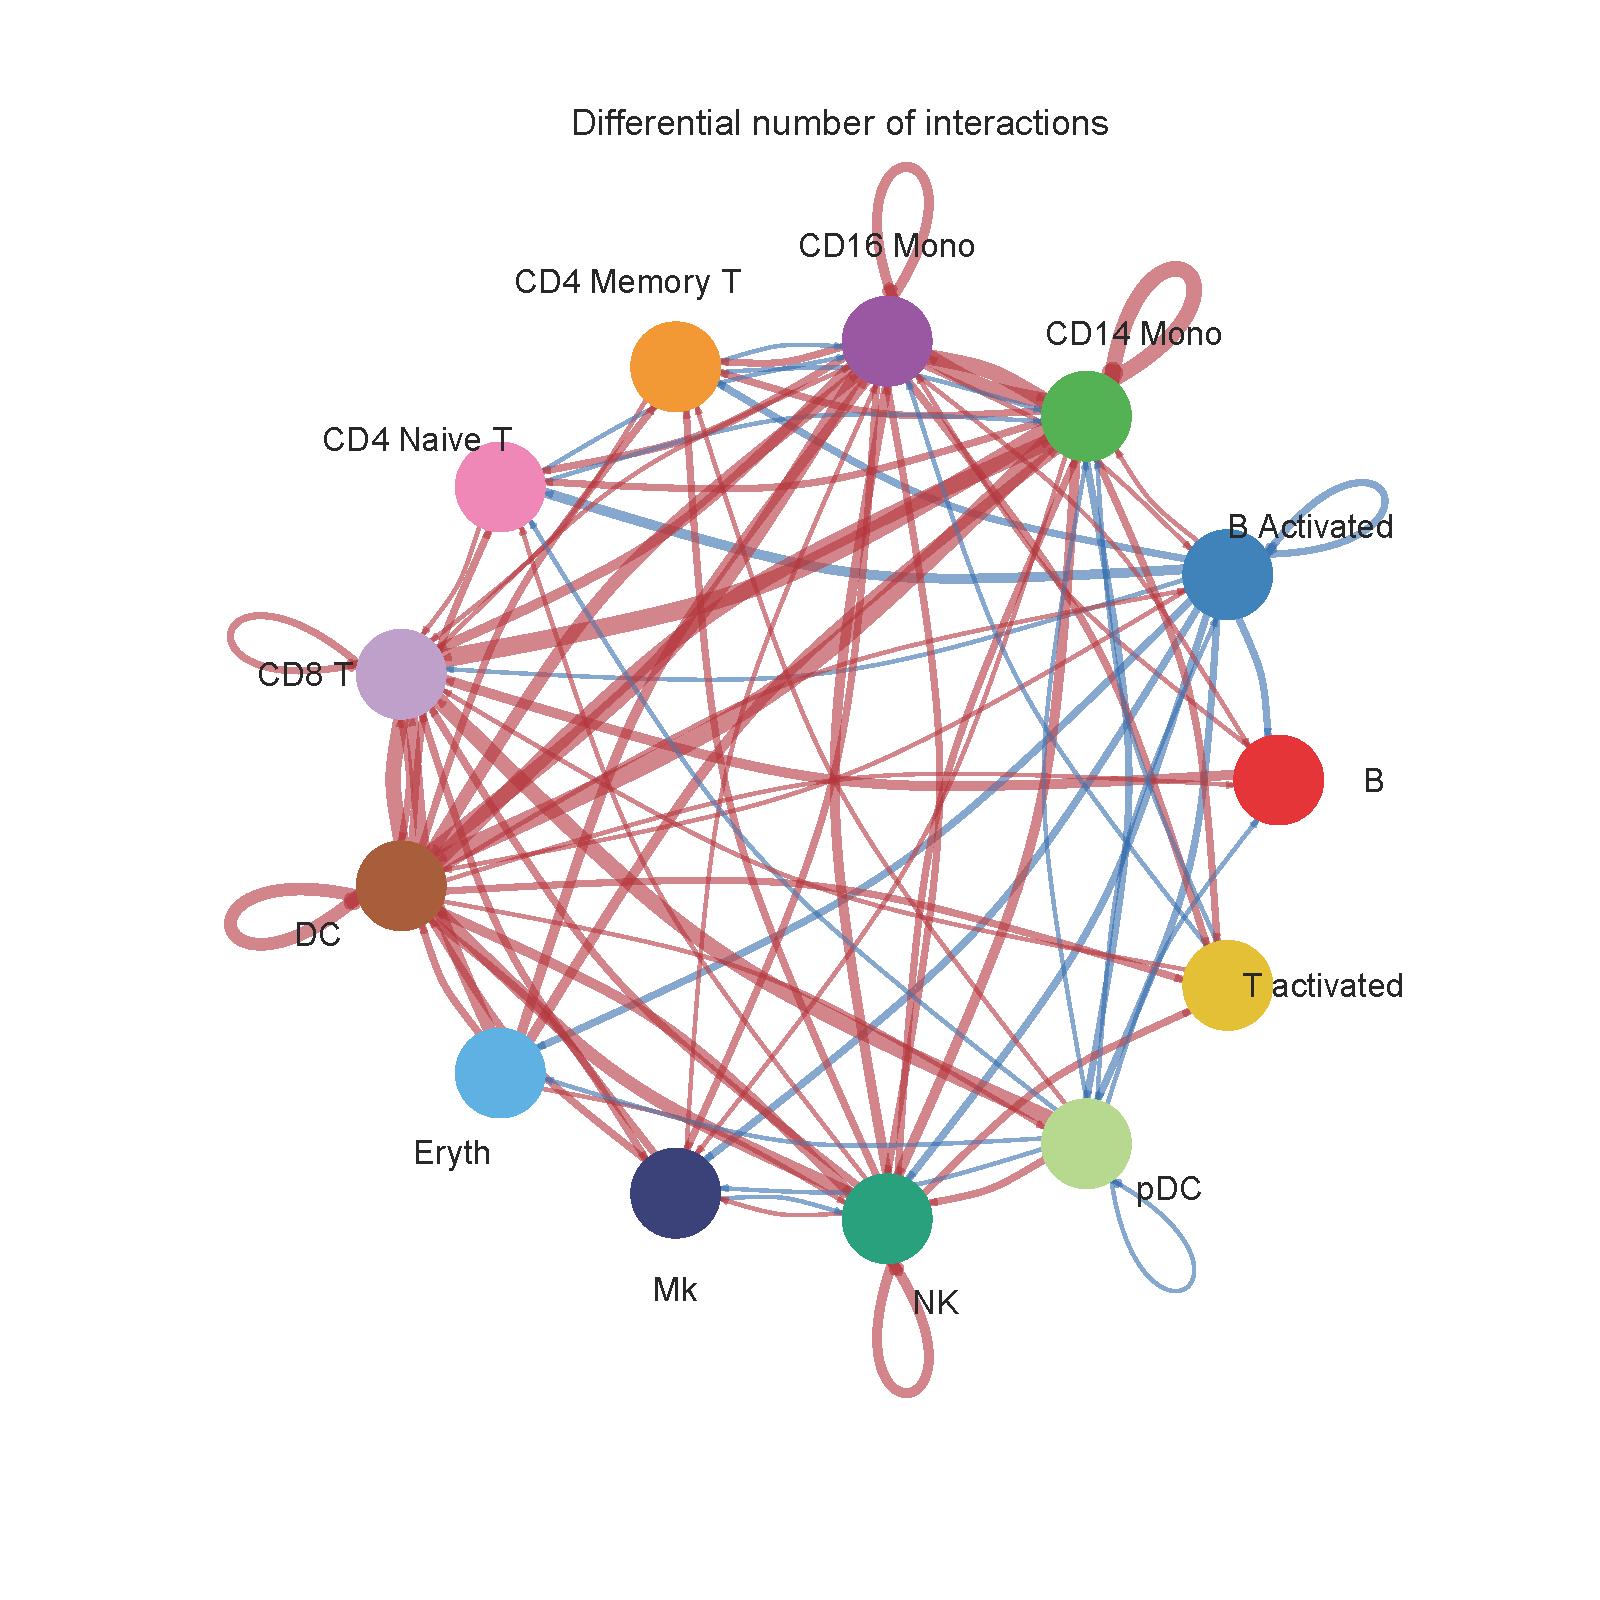 Differential number of interactions
CD16 Mono
CD4 Memory T
CD14 Mono
CD4 Naive T
B Activated
CD8 T
B
DC
T activated
Eryth
pDC
Mk
NK